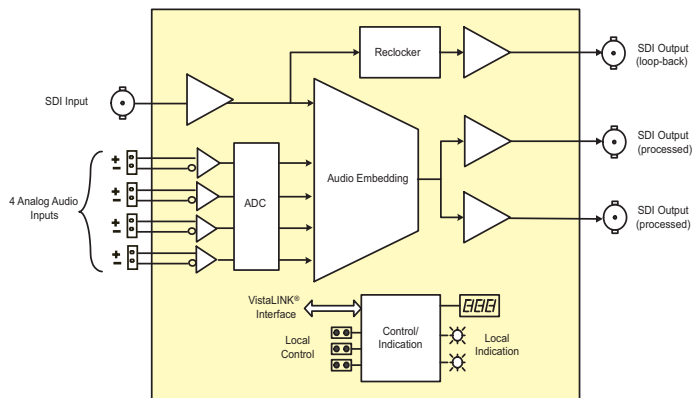 Reclocker
SDI Output
(loop-back)
SDI Input
+
-
+
-
+
-
+
-
4 Analog Audio
Inputs
ADC
Audio Embedding
SDI Output
(processed)
SDI Output
(processed)
VistaLINK®
Interface
Local
Control
Control/
Indication
Local
Indication